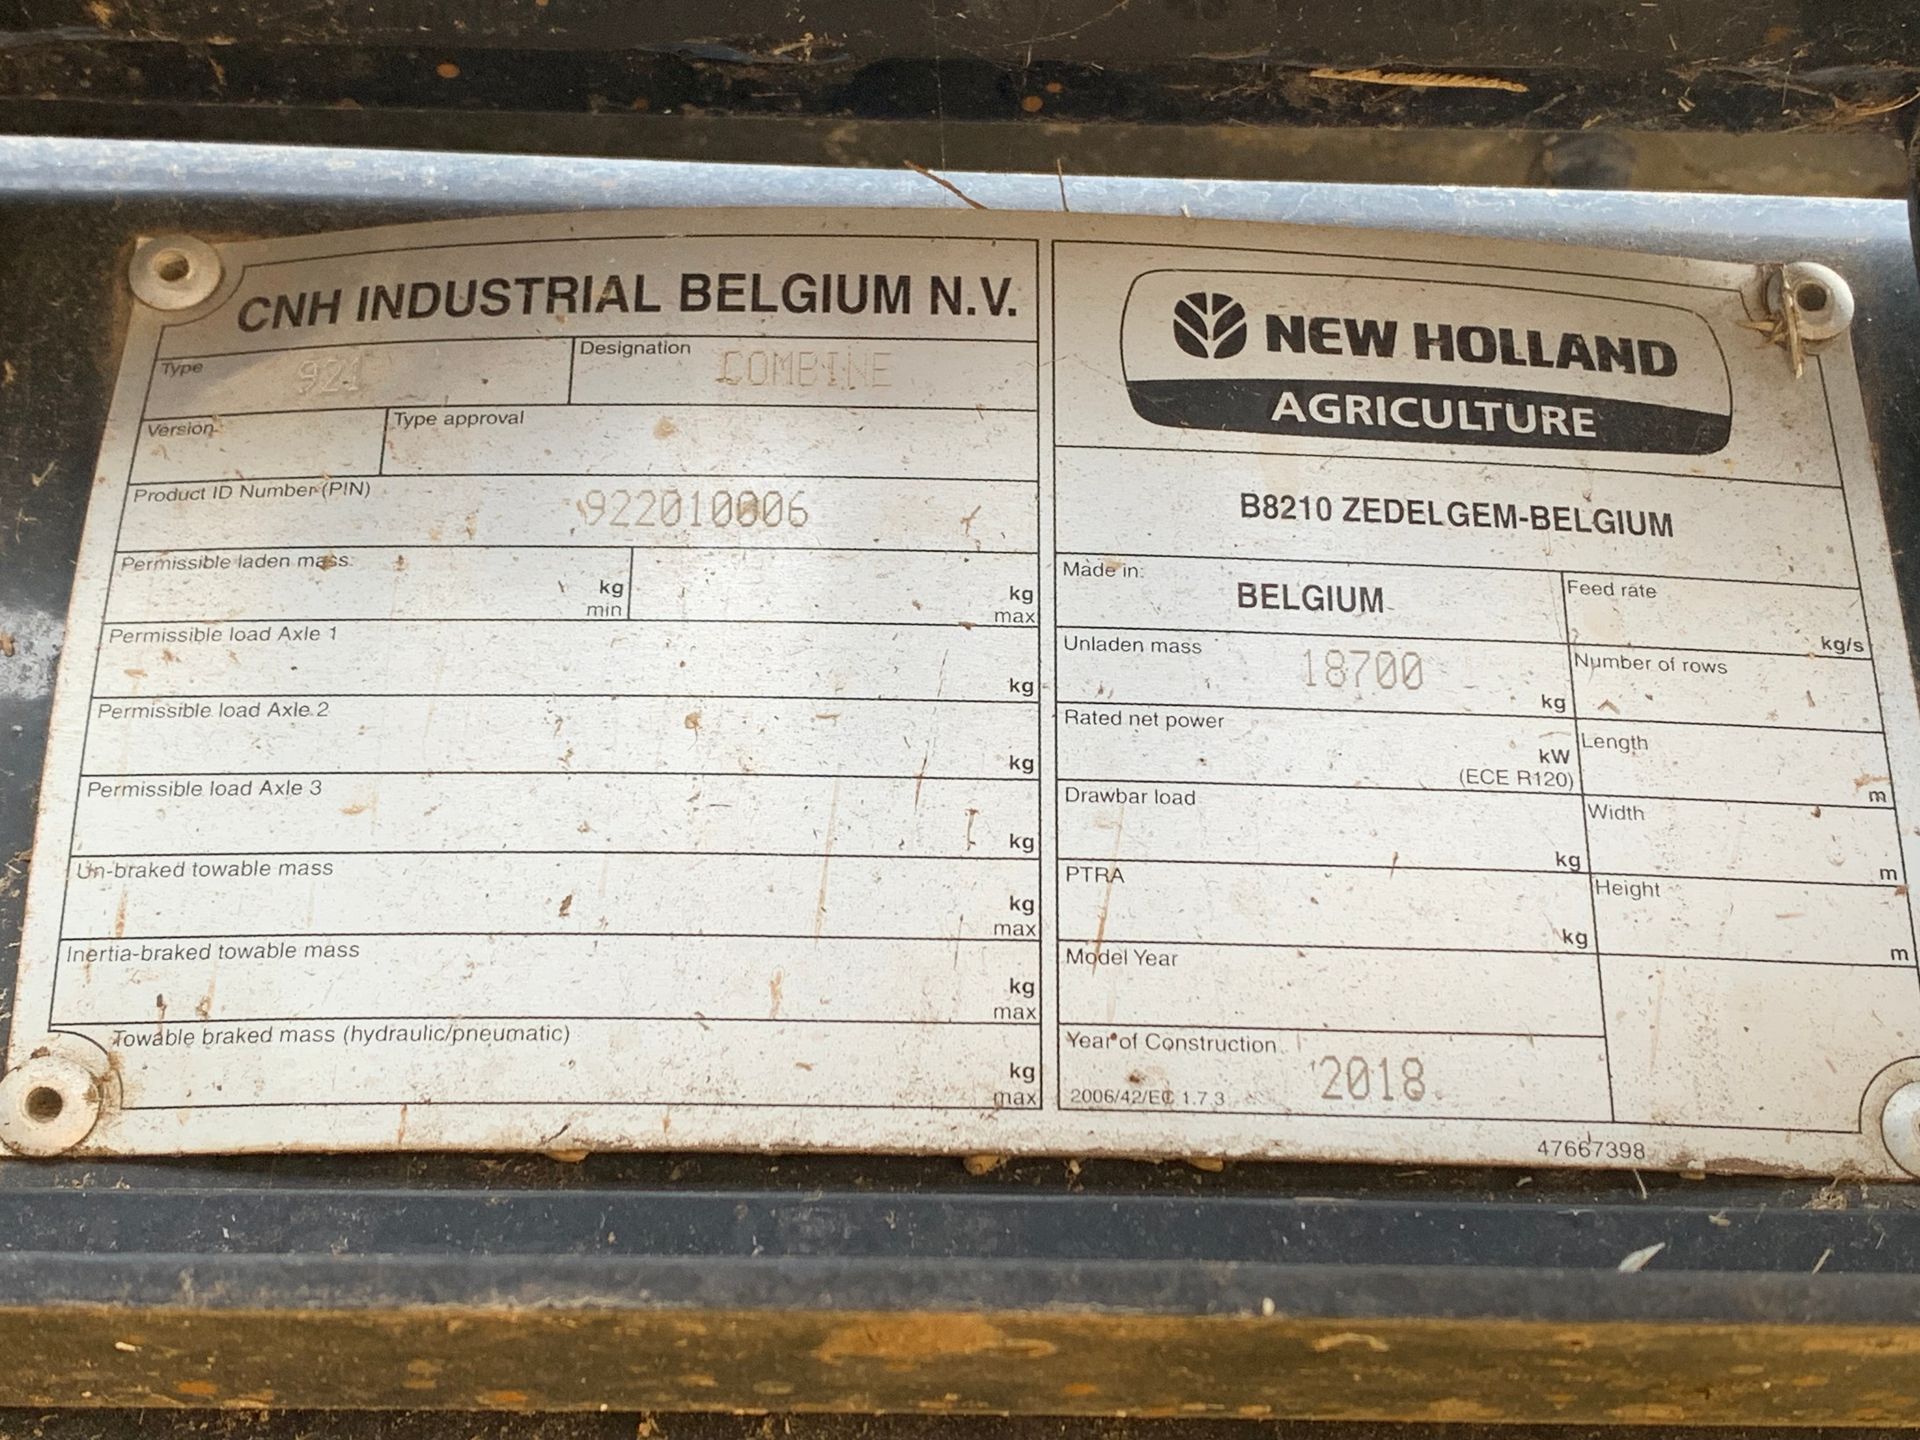 CNH INDUSTRIAL BELGIUM N.V.
Type 921 Designation COMBINE
Version Type approval
Product ID Number (PIN) 922010006
Permissible laden mass kg min kg max
Permissible load Axle 1 kg
Permissible load Axle 2 kg
Permissible load Axle 3 kg
Un-braked towable mass kg max
Inertia-braked towable mass kg max
Towable braked mass (hydraulic/pneumatic) kg max
NEW HOLLAND
AGRICULTURE
B8210 ZEDELGEM-BELGIUM
Made in: BELGIUM
Feed rate kg/s
Unladen mass 18700 kg
Number of rows
Rated net power kW
(ECE R120)
Length m
Drawbar load kg
Width m
PTRA kg
Height m
Model Year
Year of Construction 2018
2006/42/EC 1.7.3
47667398